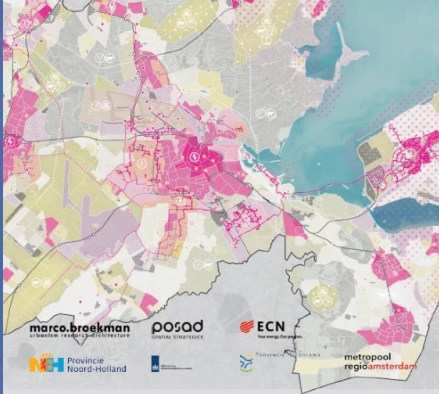 marco.broekman
urbanism research architecture
posad
SPATIAL STRATEGIES
ECN
Your energy. Our passion.
metropool
regioamsterdam
Provincie
Noord-Holland